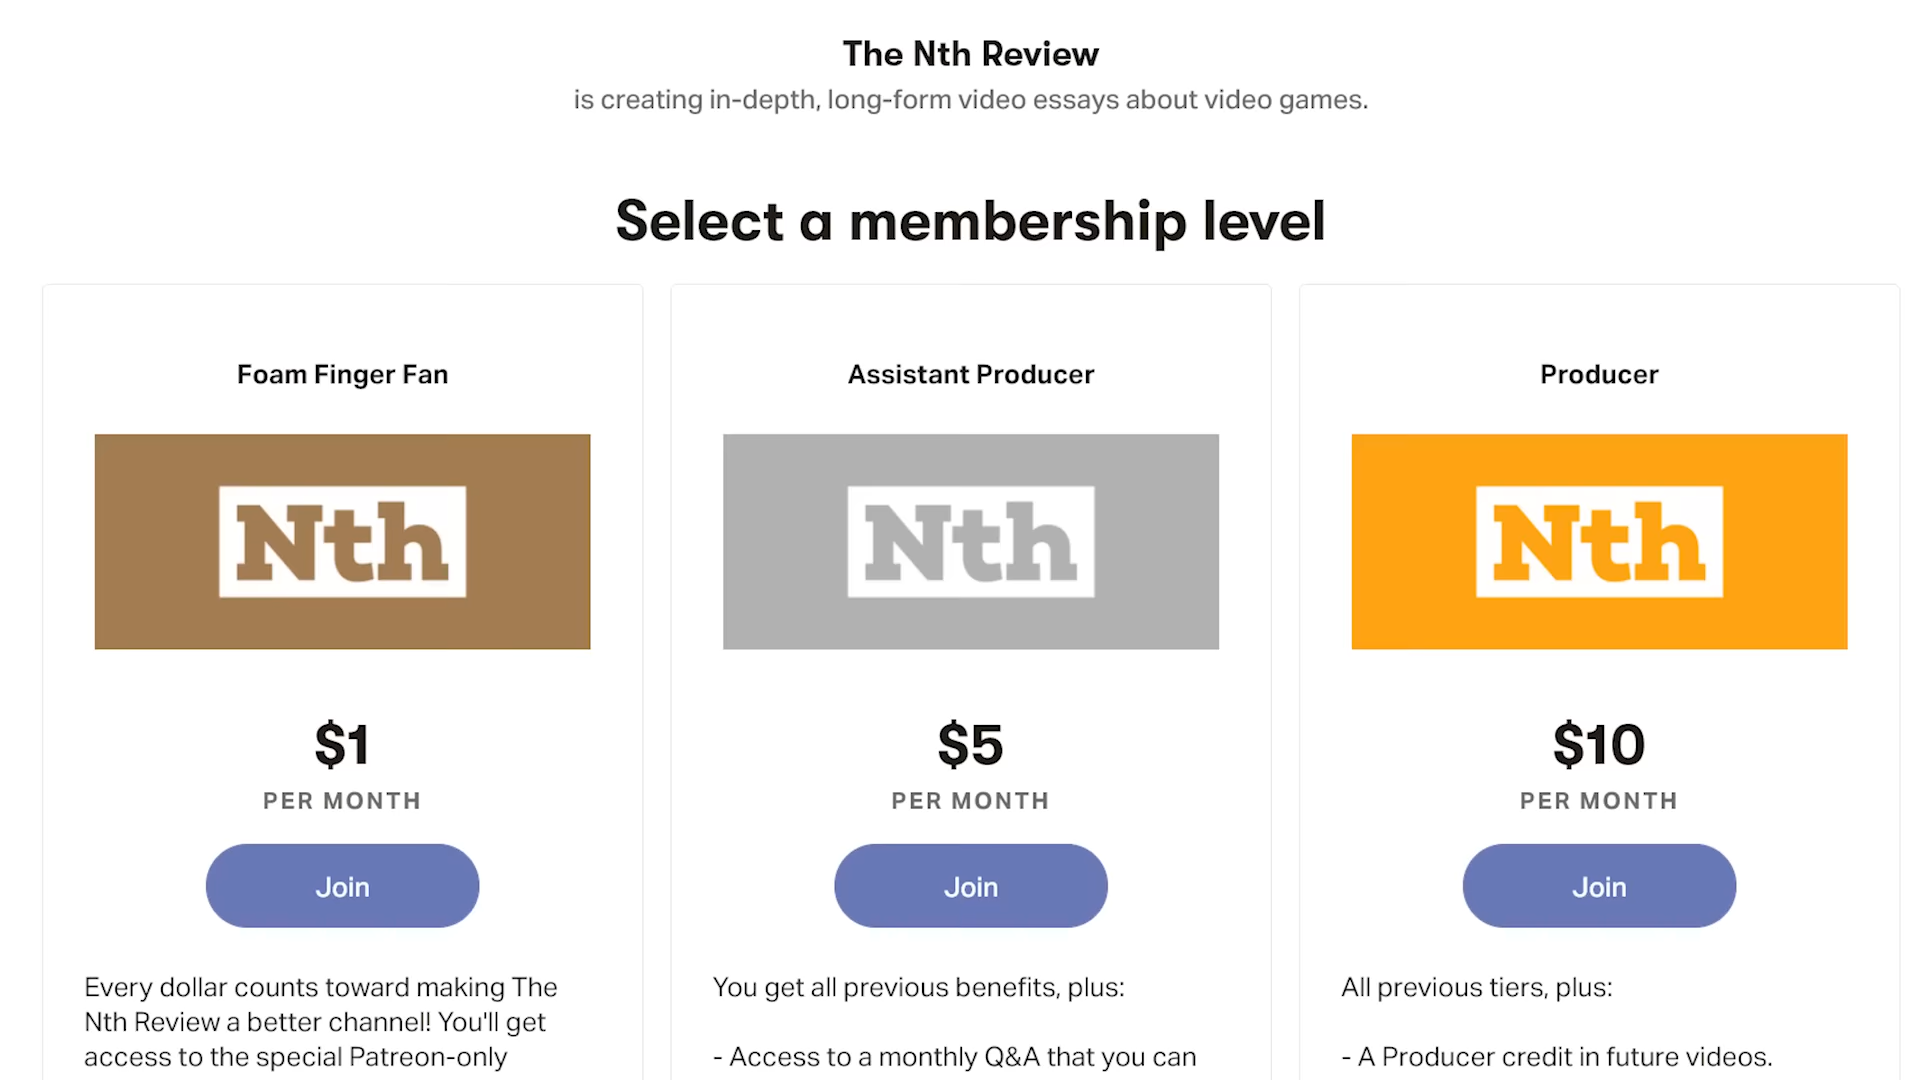 The Nth Review
is creating in-depth, long-form video essays about video games.
Select a membership level
Foam Finger Fan
Nth
$1
PER MONTH
Join
Every dollar counts toward making The
Nth Review a better channel! You'll get
access to the special Patreon-only
Assistant Producer
Nth
$5
PER MONTH
Join
You get all previous benefits, plus:
- Access to a monthly Q&A that you can
Producer
Nth
$10
PER MONTH
Join
All previous tiers, plus:
- A Producer credit in future videos.